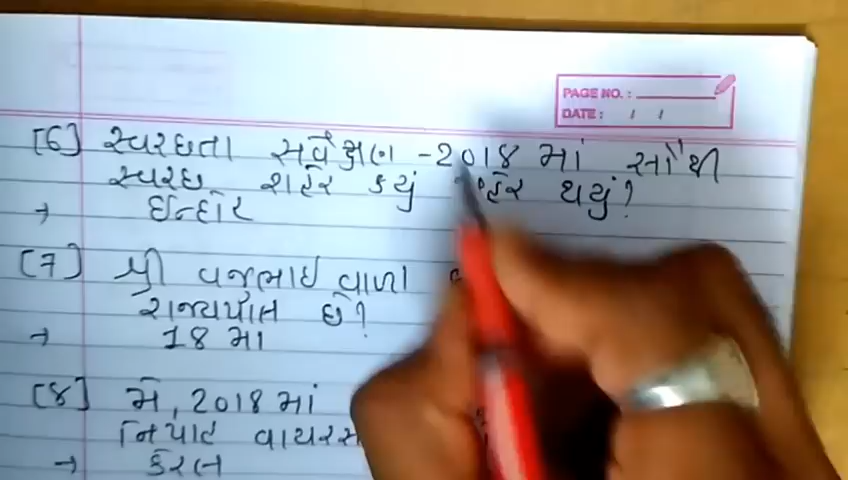 PAGE NO. :
DATE : / /
[6] સ્વચ્છતા સર્વેક્ષણ -2018 માં સૌથી
સ્વચ્છ શહેર કયું જાહેર થયું?
→ ઈન્દોર
[7] શ્રી વજુભાઇ વાળા
રાજ્યપાલ છે?
→ 18 મા
[8] મે, 2018 માં
નિપાહ વાયરસ
→ કેરલ